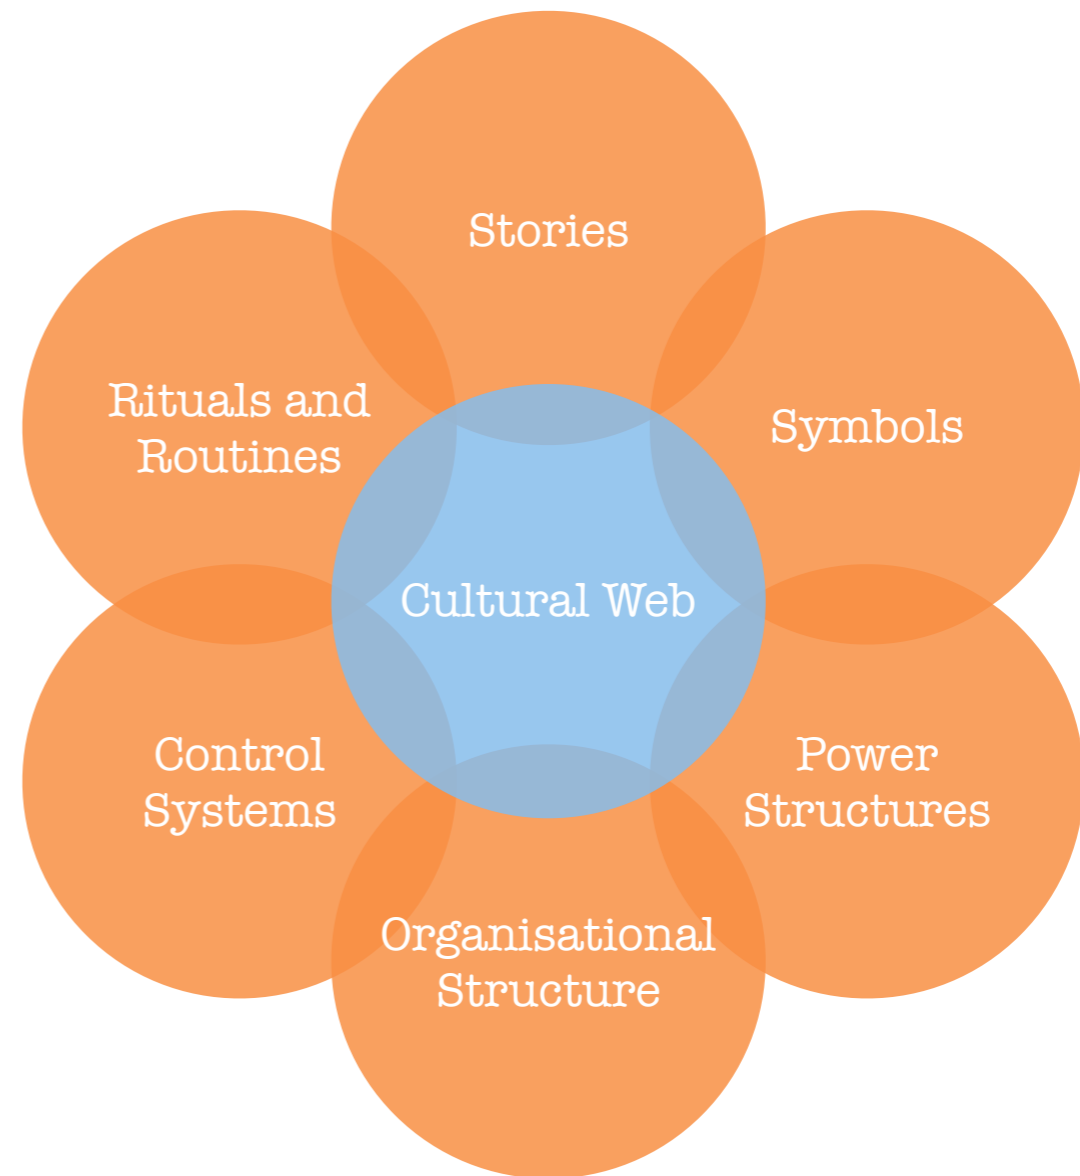 Stories
Rituals and
Routines
Symbols
Cultural Web
Control
Systems
Power
Structures
Organisational
Structure